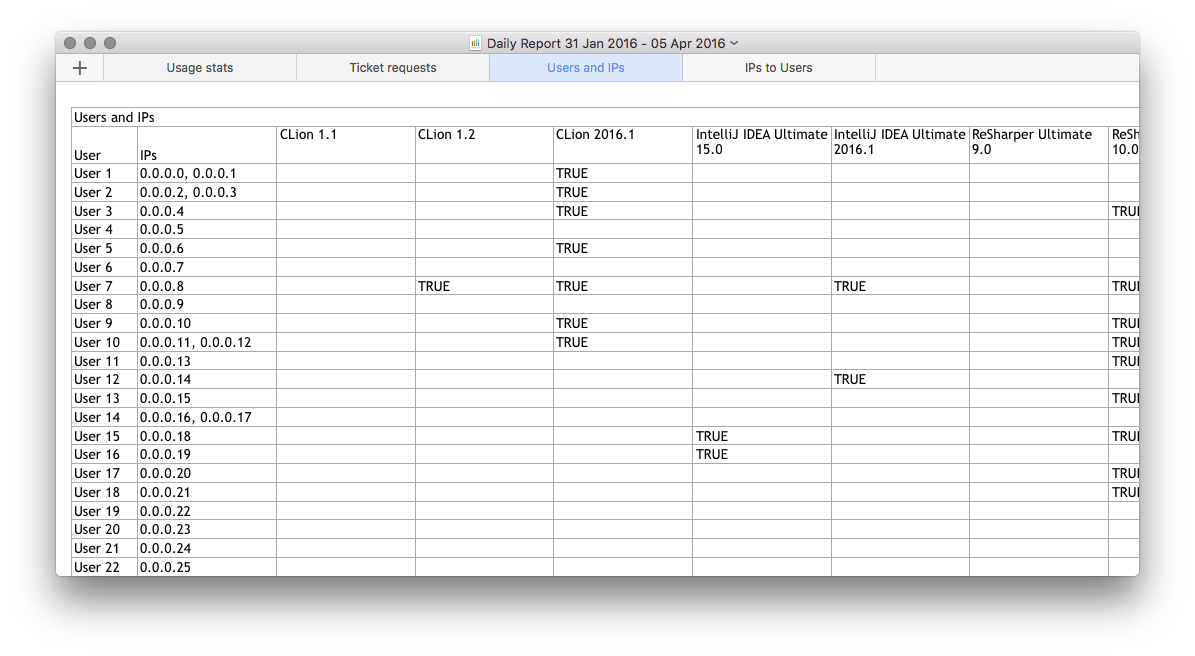 Daily Report 31 Jan 2016 - 05 Apr 2016
+ Usage stats Ticket requests Users and IPs IPs to Users
Users and IPs
User IPs CLion 1.1 CLion 1.2 CLion 2016.1 IntelliJ IDEA Ultimate 15.0 IntelliJ IDEA Ultimate 2016.1 ReSharper Ultimate 9.0 ReSh 10.0
User 1 0.0.0.0, 0.0.0.1 TRUE
User 2 0.0.0.2, 0.0.0.3 TRUE
User 3 0.0.0.4 TRUE TRUE
User 4 0.0.0.5
User 5 0.0.0.6 TRUE
User 6 0.0.0.7
User 7 0.0.0.8 TRUE TRUE TRUE TRUE
User 8 0.0.0.9
User 9 0.0.0.10 TRUE TRUE
User 10 0.0.0.11, 0.0.0.12 TRUE TRUE
User 11 0.0.0.13 TRUE
User 12 0.0.0.14 TRUE
User 13 0.0.0.15 TRUE
User 14 0.0.0.16, 0.0.0.17
User 15 0.0.0.18 TRUE TRUE
User 16 0.0.0.19 TRUE
User 17 0.0.0.20 TRUE
User 18 0.0.0.21 TRUE
User 19 0.0.0.22
User 20 0.0.0.23
User 21 0.0.0.24
User 22 0.0.0.25